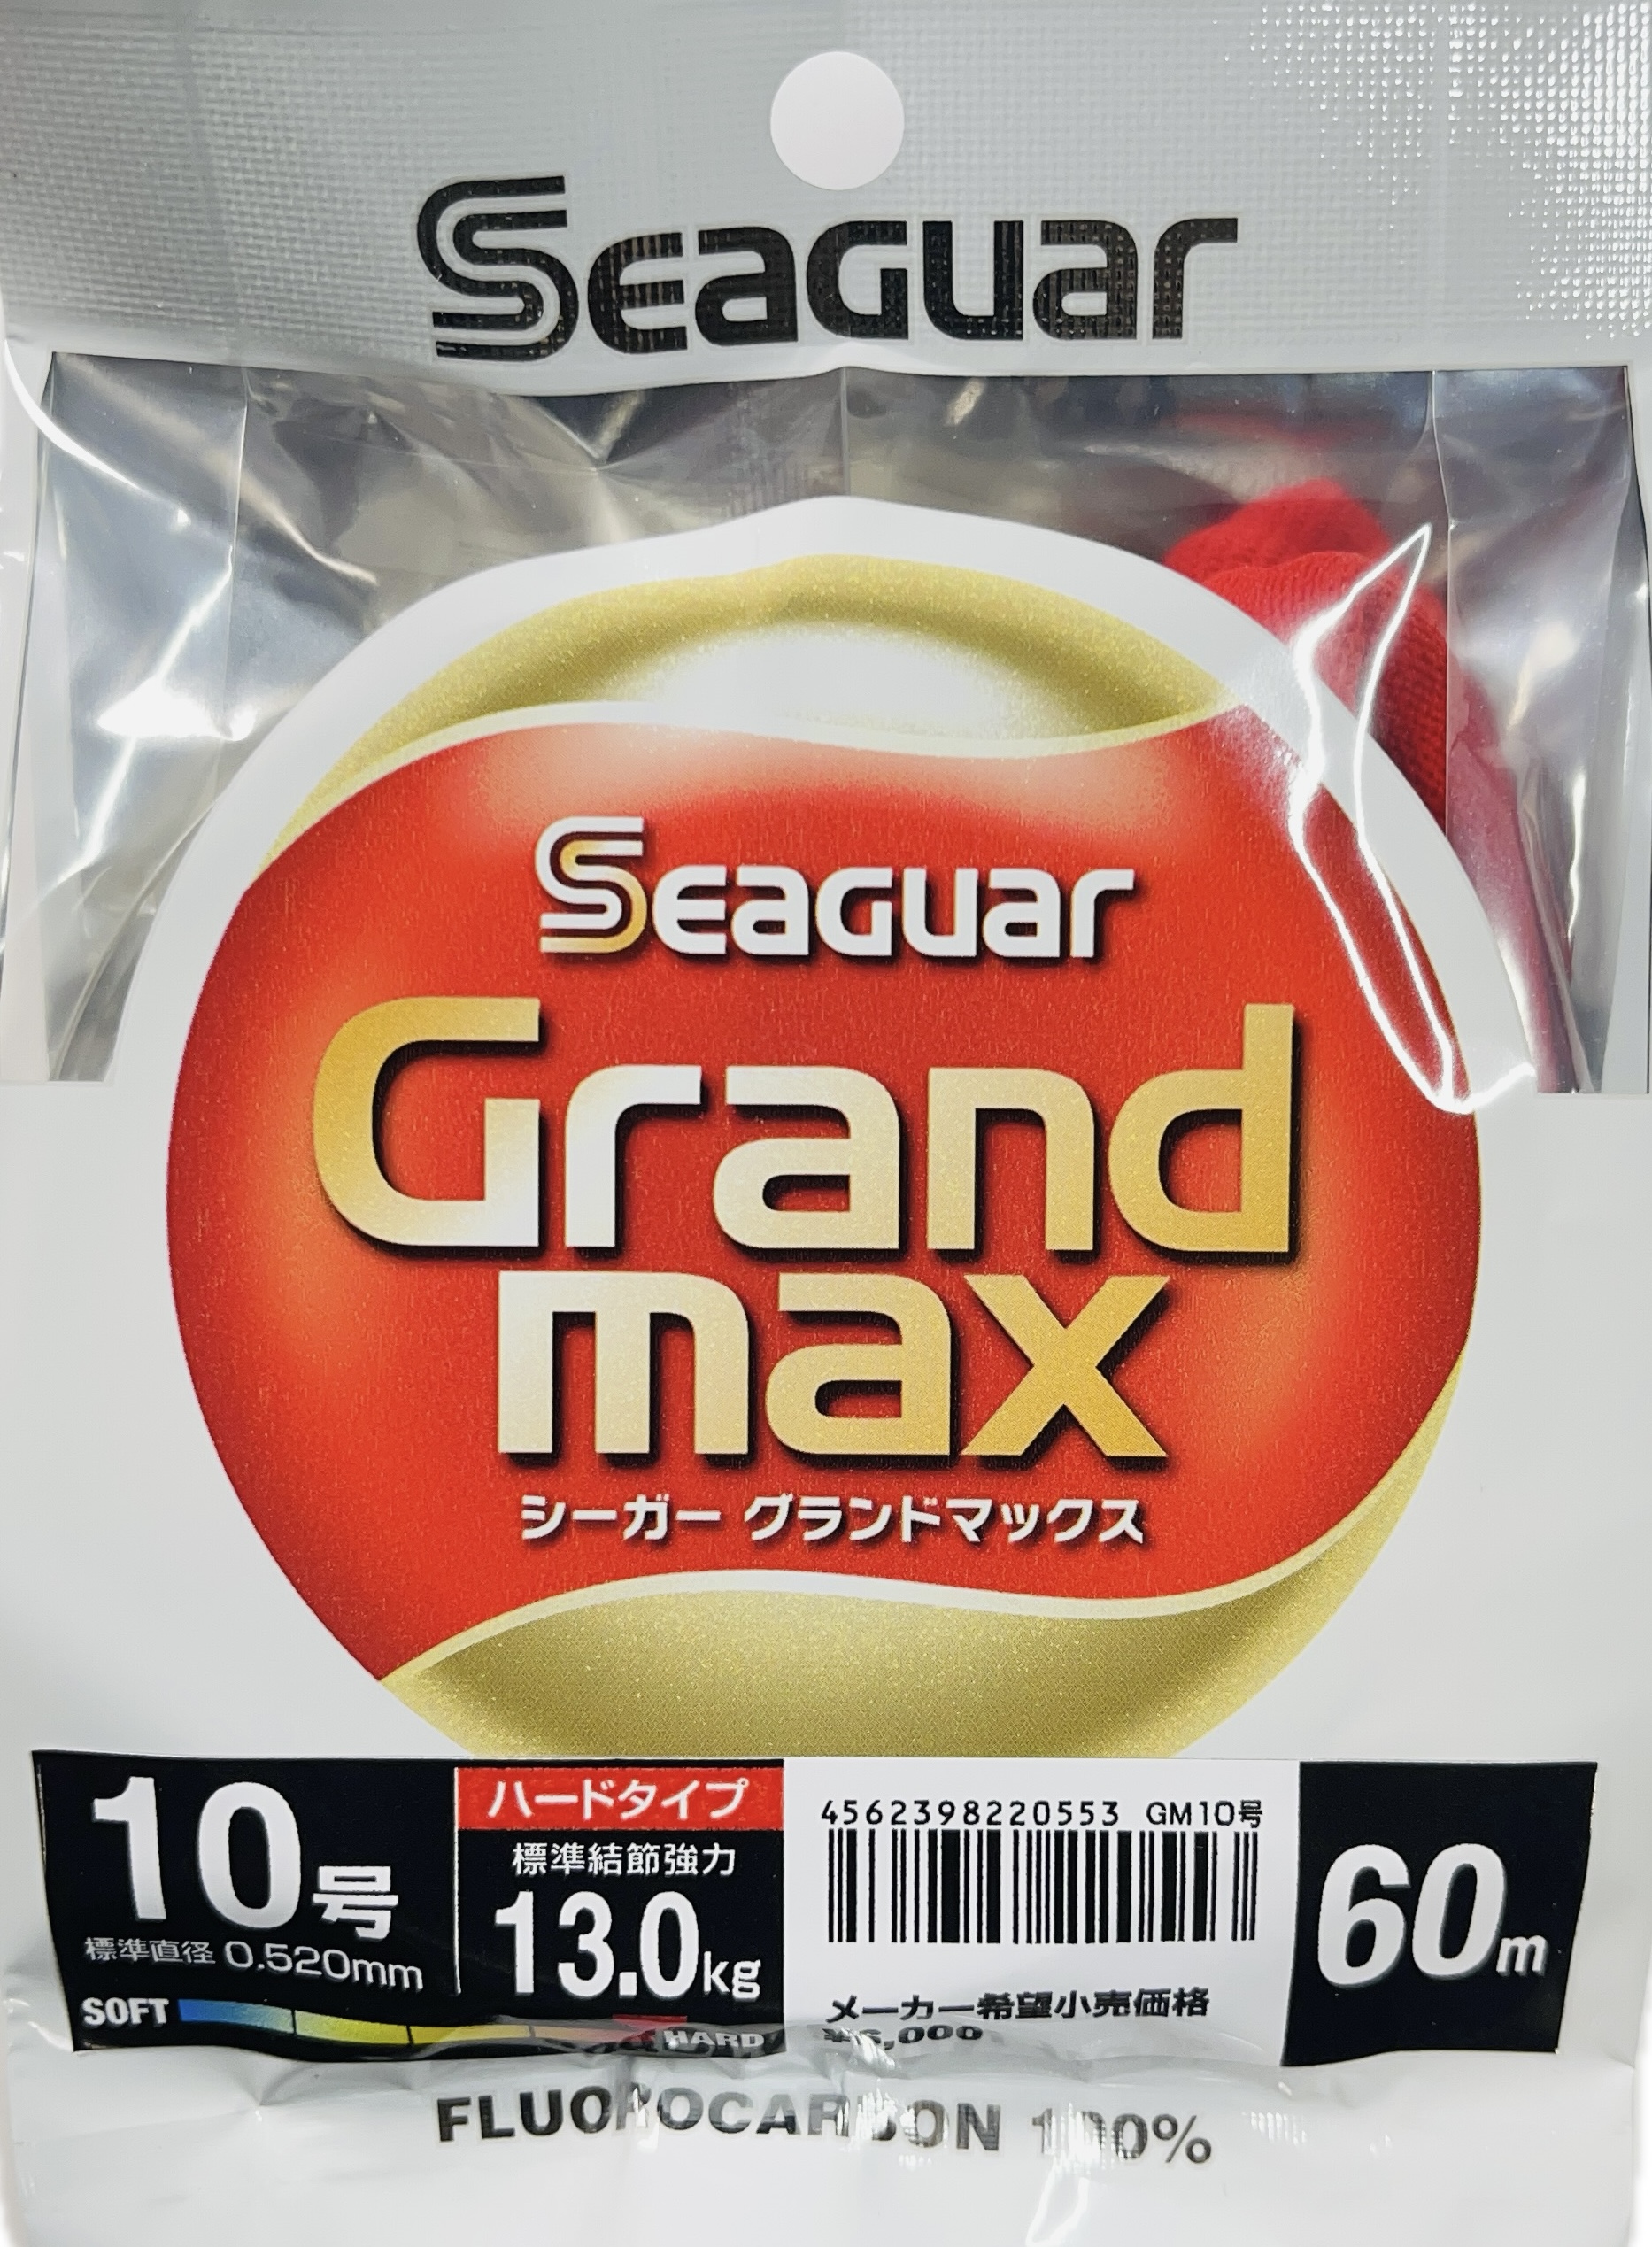 Seaguar
Seaguar
Grand
max
シーガー グランドマックス
10号
標準直径 0.520mm
SOFT
HARD
ハードタイプ
標準結節強力
13.0kg
4562398220553 GM10号
メーカー希望小売価格
60m
FLUOROCARBON 100%